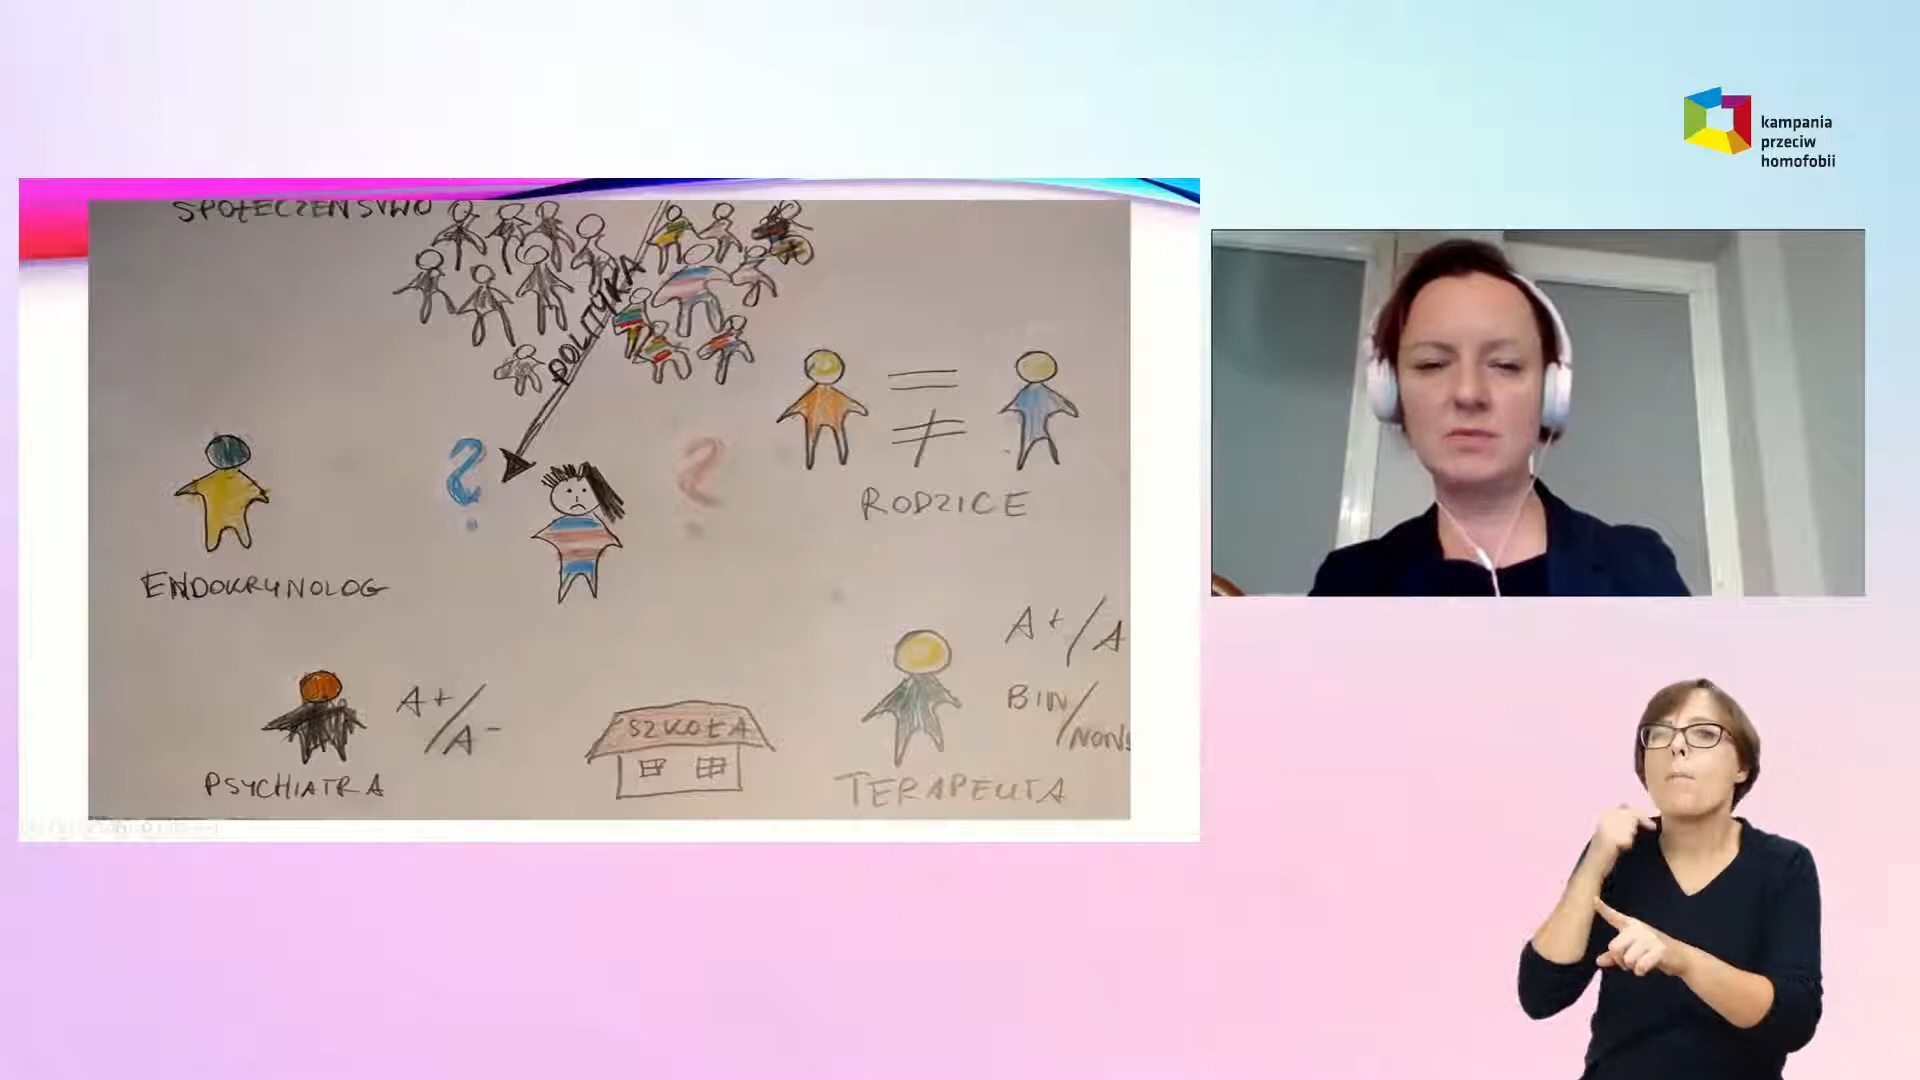 kampania
przeciw
homofobii
SPOŁECZEŃSTWO
POLITYKA
?
?
=
≠
RODZICE
ENDOKRYNOLOG
A+/A
BIN/
A+/A-
SZKOŁA
PSYCHIATRA
TERAPEUTA